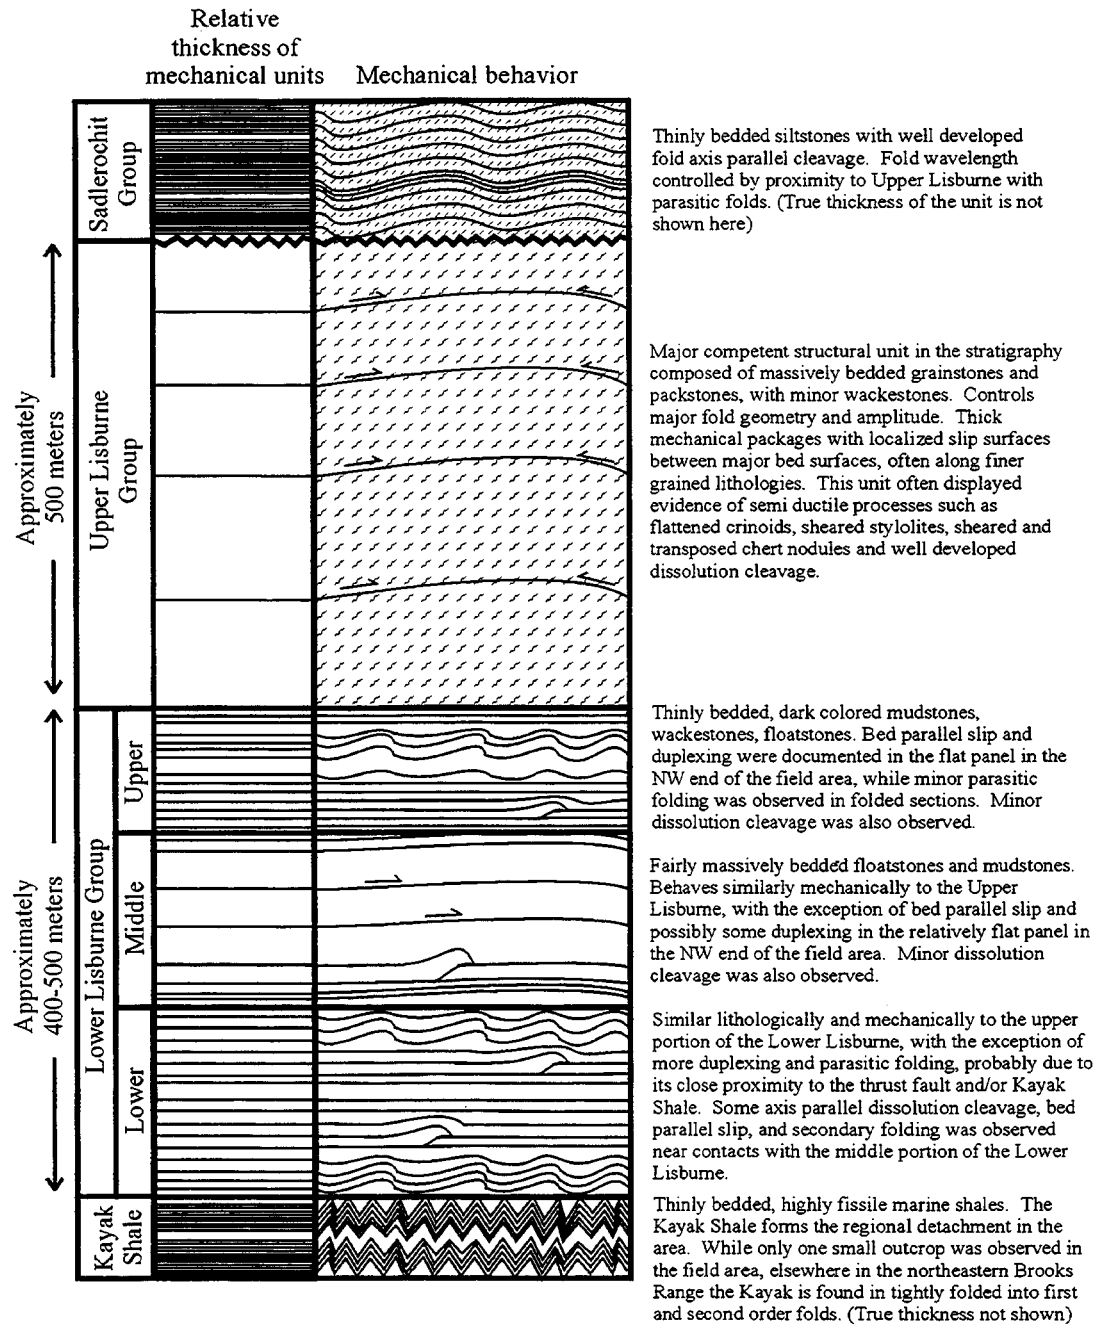 Relative
thickness of
mechanical units
Mechanical behavior
Sadlerochit
Group
Thinly bedded siltstones with well developed
fold axis parallel cleavage. Fold wavelength
controlled by proximity to Upper Lisburne with
parasitic folds. (True thickness of the unit is not
shown here)
Approximately
500 meters
Upper Lisburne
Group
Major competent structural unit in the stratigraphy
composed of massively bedded grainstones and
packstones, with minor wackestones. Controls
major fold geometry and amplitude. Thick
mechanical packages with localized slip surfaces
between major bed surfaces, often along finer
grained lithologies. This unit often displayed
evidence of semi ductile processes such as
flattened crinoids, sheared stylolites, sheared and
transposed chert nodules and well developed
dissolution cleavage.
Approximately
400-500 meters
Lower Lisburne Group
Upper
Thinly bedded, dark colored mudstones,
wackestones, floatstones. Bed parallel slip and
duplexing were documented in the flat panel in the
NW end of the field area, while minor parasitic
folding was observed in folded sections. Minor
dissolution cleavage was also observed.
Middle
Fairly massively bedded floatstones and mudstones.
Behaves similarly mechanically to the Upper
Lisburne, with the exception of bed parallel slip and
possibly some duplexing in the relatively flat panel in
the NW end of the field area. Minor dissolution
cleavage was also observed.
Lower
Similar lithologically and mechanically to the upper
portion of the Lower Lisburne, with the exception of
more duplexing and parasitic folding, probably due to
its close proximity to the thrust fault and/or Kayak
Shale. Some axis parallel dissolution cleavage, bed
parallel slip, and secondary folding was observed
near contacts with the middle portion of the Lower
Lisburne.
Kayak
Shale
Thinly bedded, highly fissile marine shales. The
Kayak Shale forms the regional detachment in the
area. While only one small outcrop was observed in
the field area, elsewhere in the northeastern Brooks
Range the Kayak is found in tightly folded into first
and second order folds. (True thickness not shown)